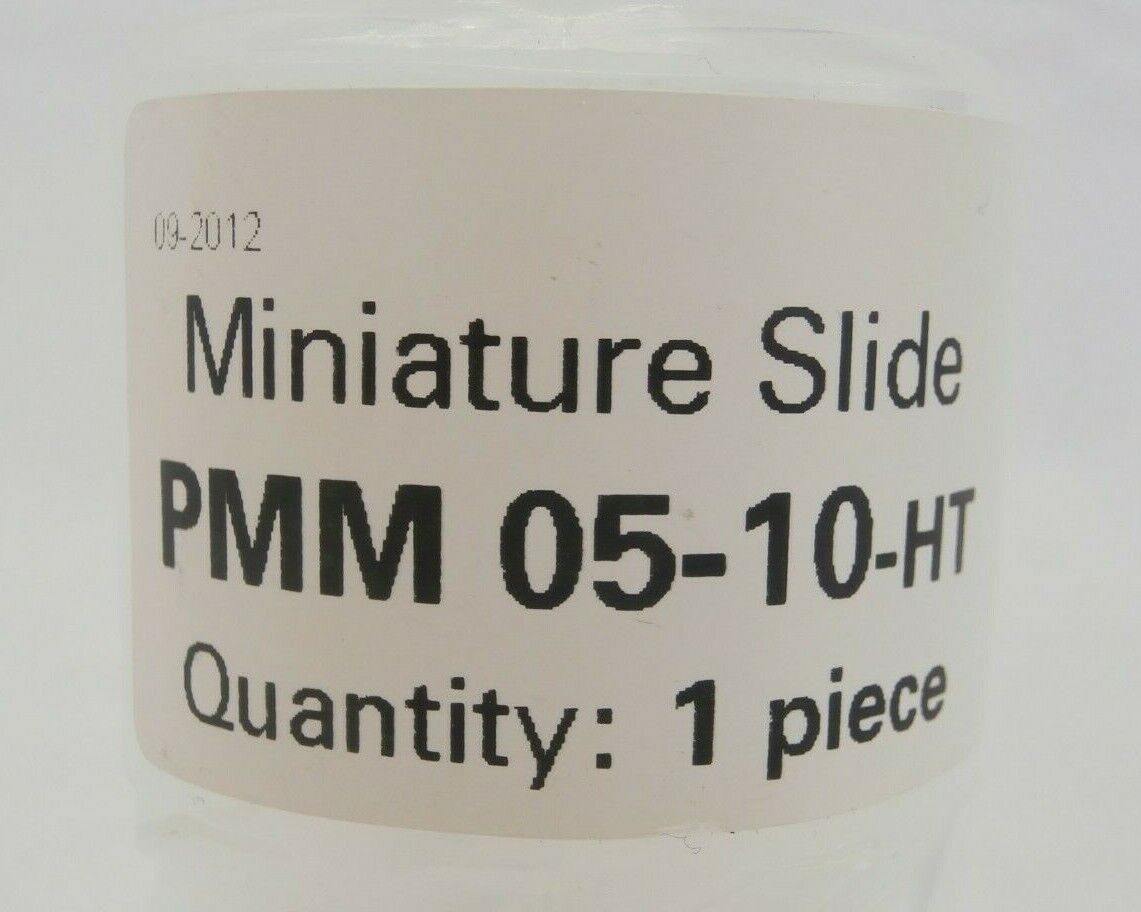 09-2012
Miniature Slide
PMM 05-10-HT
Quantity: 1 piece